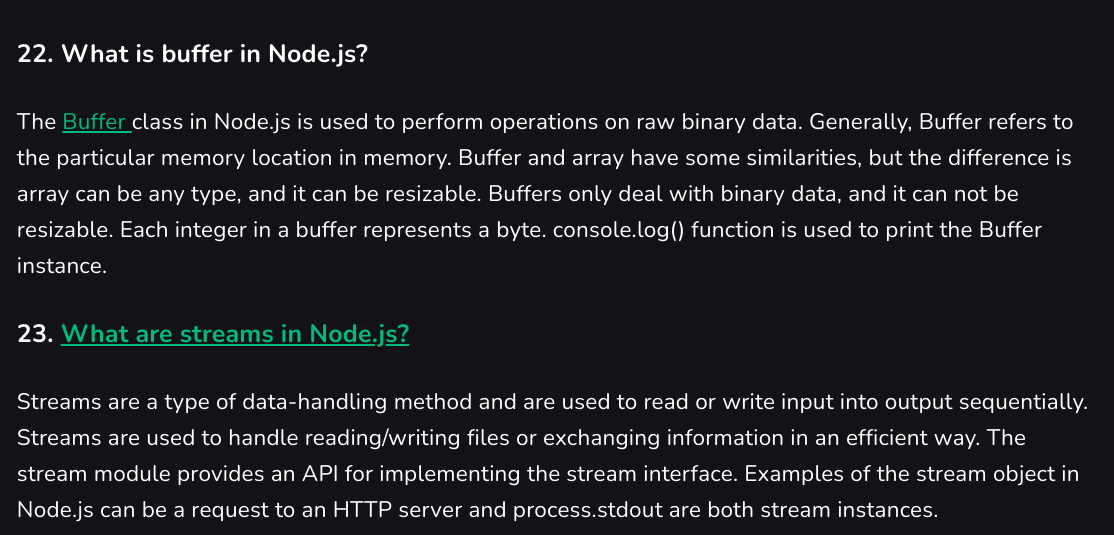 22. What is buffer in Node.js?
The Buffer class in Node.js is used to perform operations on raw binary data. Generally, Buffer refers to
the particular memory location in memory. Buffer and array have some similarities, but the difference is
array can be any type, and it can be resizable. Buffers only deal with binary data, and it can not be
resizable. Each integer in a buffer represents a byte. console.log() function is used to print the Buffer
instance.
23. What are streams in Node.js?
Streams are a type of data-handling method and are used to read or write input into output sequentially.
Streams are used to handle reading/writing files or exchanging information in an efficient way. The
stream module provides an API for implementing the stream interface. Examples of the stream object in
Node.js can be a request to an HTTP server and process.stdout are both stream instances.